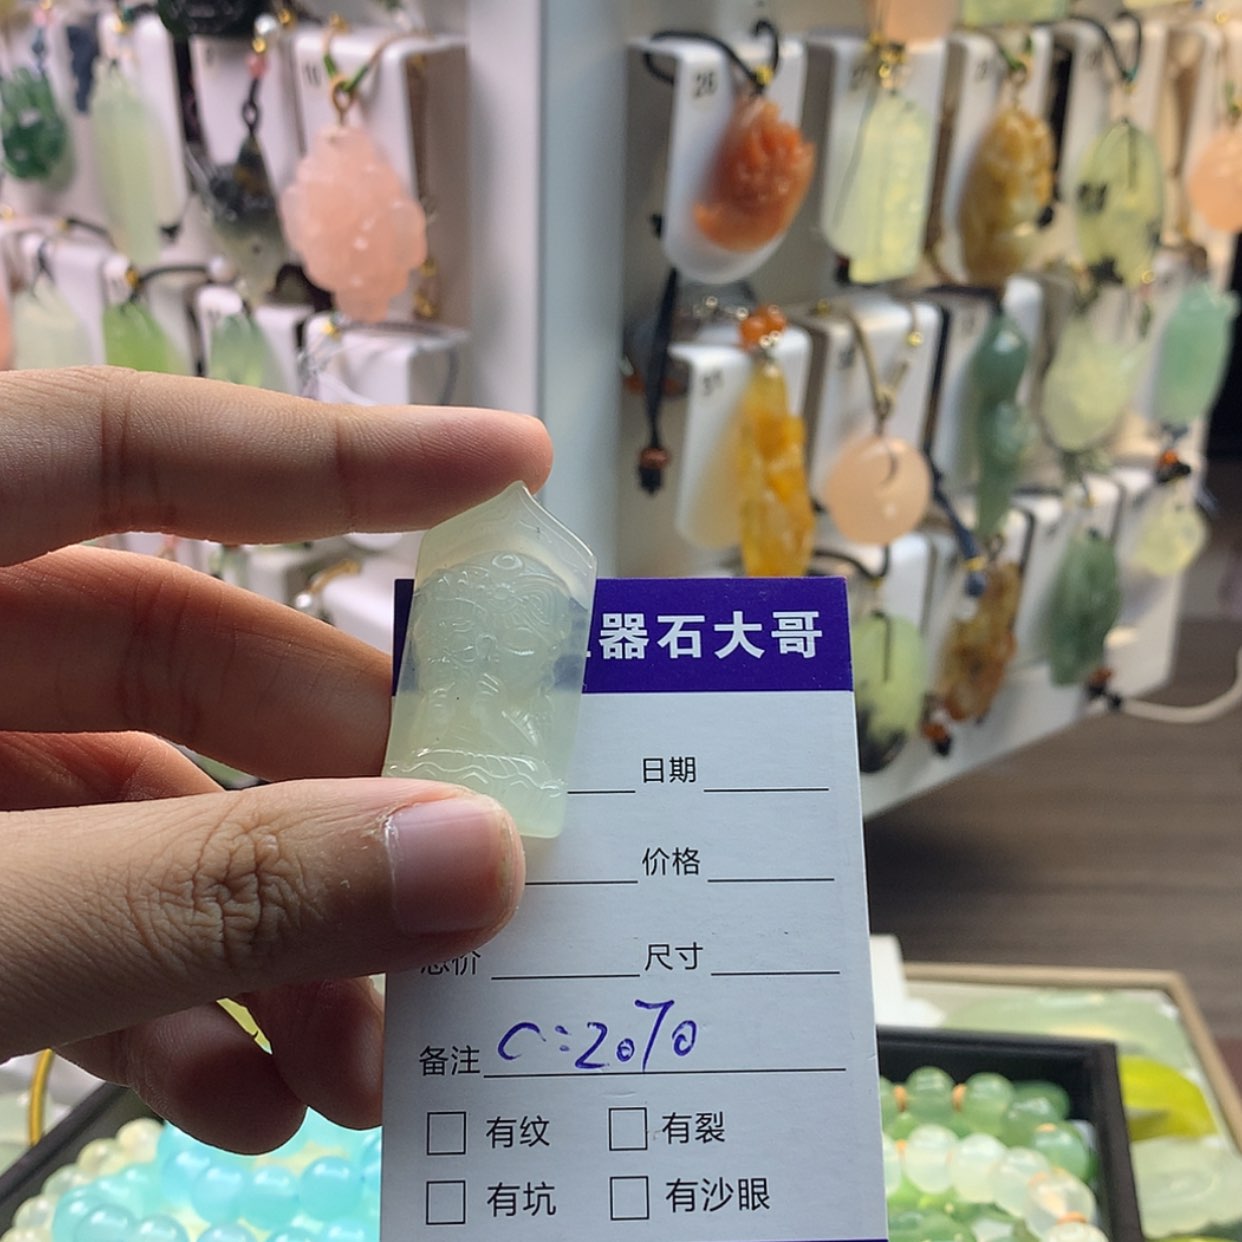 26
器石大哥
日期
价格
总价 尺寸
备注 C:2070
有纹 有裂
有坑 有沙眼